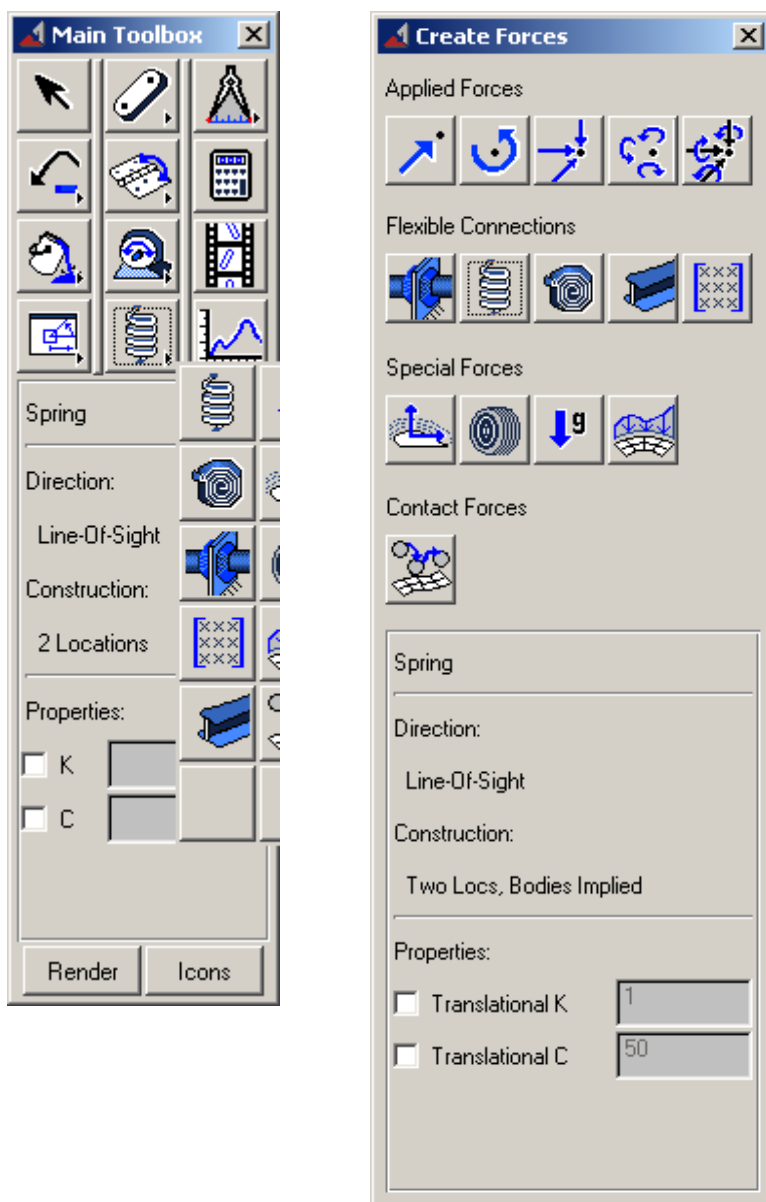 Main Toolbox
Spring
Direction:
Line-Of-Sight
Construction:
2 Locations
Properties:
K
C
Render Icons
Create Forces
Applied Forces
Flexible Connections
Special Forces
g
Contact Forces
Spring
Direction:
Line-Of-Sight
Construction:
Two Locs, Bodies Implied
Properties:
Translational K 1
Translational C 50